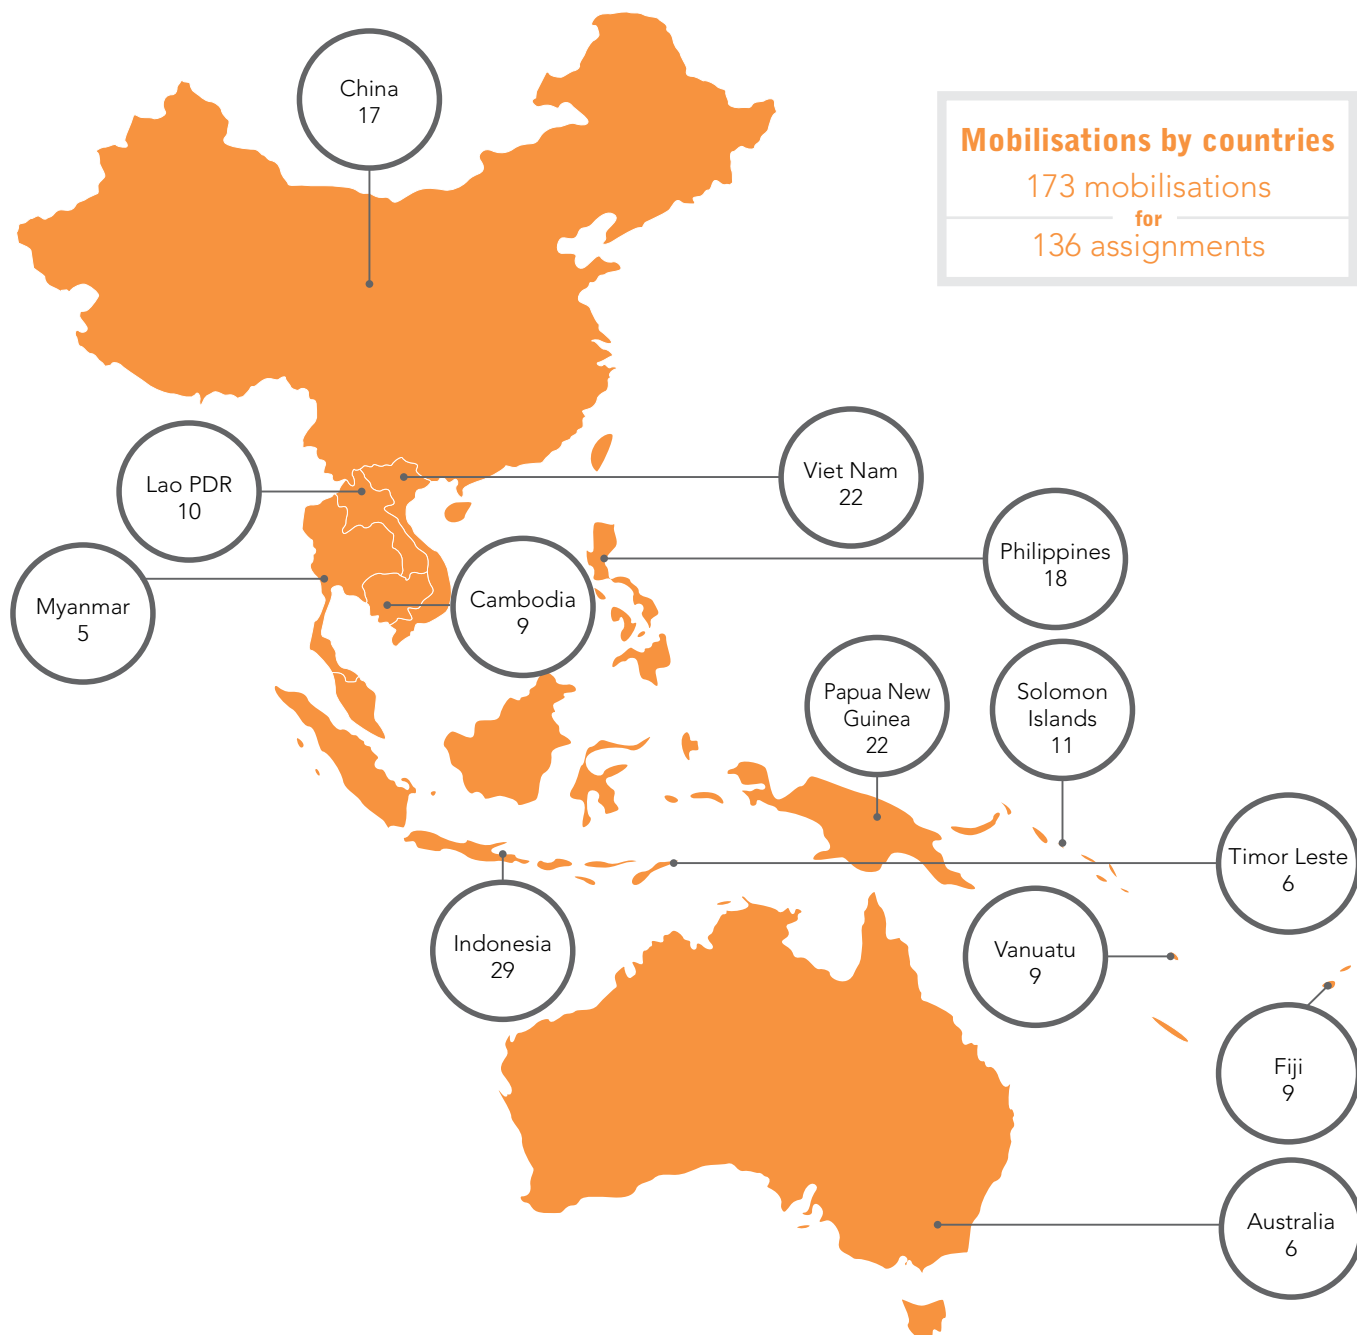 China
17
Mobilisations by countries
173 mobilisations
for
136 assignments
Lao PDR
10
Viet Nam
22
Philippines
18
Myanmar
5
Cambodia
9
Papua New
Guinea
22
Solomon
Islands
11
Timor Leste
6
Indonesia
29
Vanuatu
9
Fiji
9
Australia
6